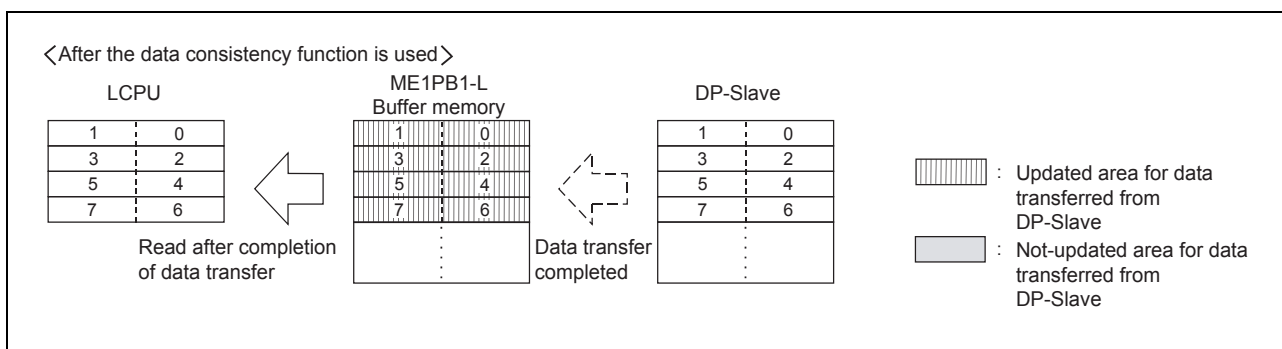 <After the data consistency function is used>
LCPU
ME1PB1-L
Buffer memory
DP-Slave
1 0
3 2
5 4
7 6
1 0
3 2
5 4
7 6
1 0
3 2
5 4
7 6
Read after completion
of data transfer
Data transfer
completed
: Updated area for data
transferred from
DP-Slave
: Not-updated area for data
transferred from
DP-Slave